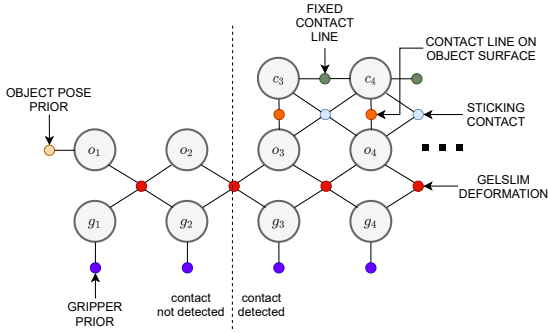 FIXED
CONTACT
LINE
CONTACT LINE ON
OBJECT SURFACE
OBJECT POSE
PRIOR
c3
c4
STICKING
CONTACT
o1
o2
o3
o4
...
GELSLIM
DEFORMATION
g1
g2
g3
g4
GRIPPER
PRIOR
contact
not detected
contact
detected